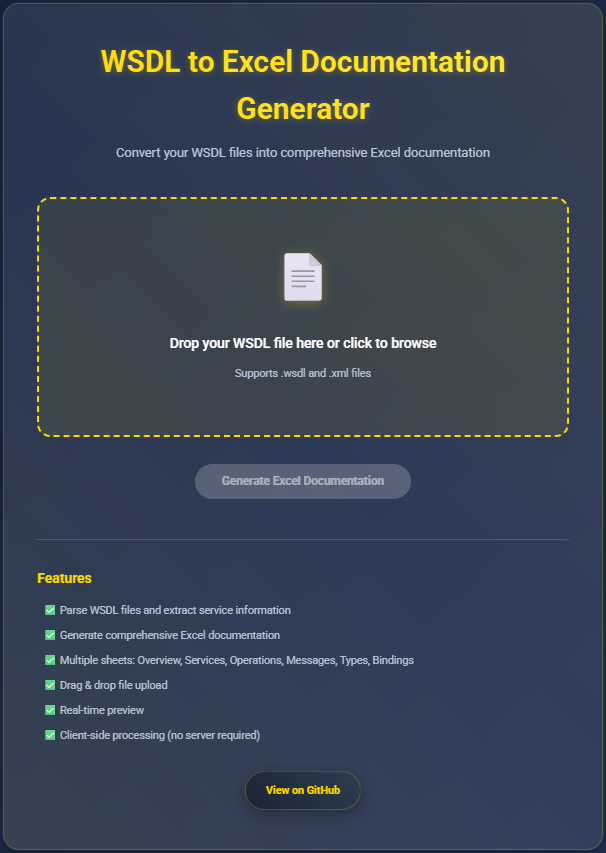 WSDL to Excel Documentation
Generator
Convert your WSDL files into comprehensive Excel documentation
Drop your WSDL file here or click to browse
Supports .wsdl and .xml files
Generate Excel Documentation
Features
✅ Parse WSDL files and extract service information
✅ Generate comprehensive Excel documentation
✅ Multiple sheets: Overview, Services, Operations, Messages, Types, Bindings
✅ Drag & drop file upload
✅ Real-time preview
✅ Client-side processing (no server required)
View on GitHub